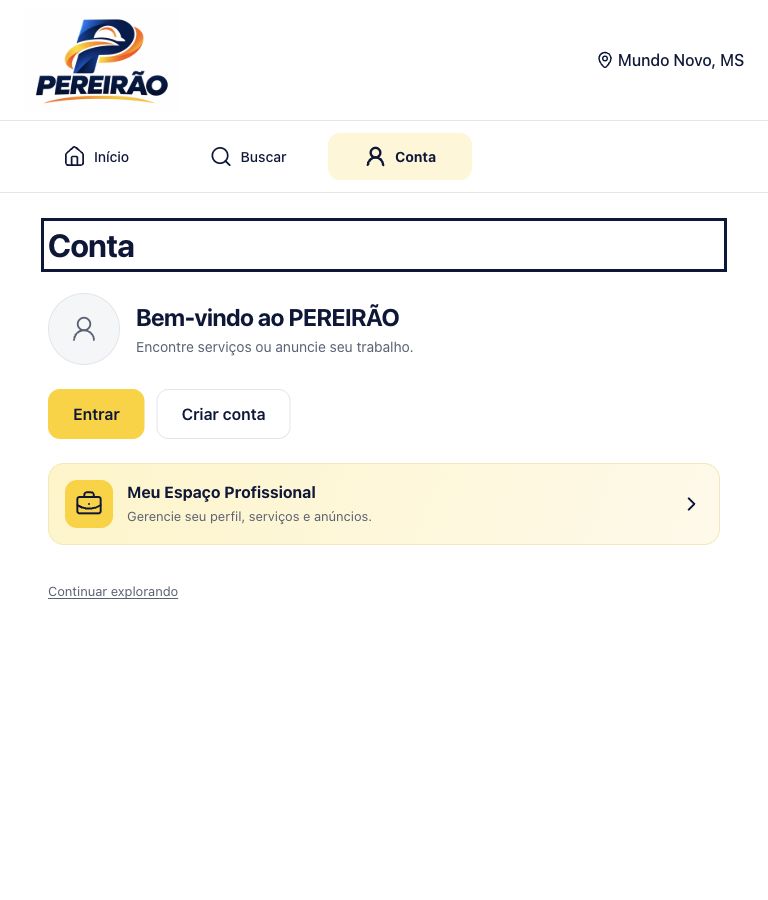 PEREIRÃO
Mundo Novo, MS
Início
Buscar
Conta
Conta
Bem-vindo ao PEREIRÃO
Encontre serviços ou anuncie seu trabalho.
Entrar
Criar conta
Meu Espaço Profissional
Gerencie seu perfil, serviços e anúncios.
Continuar explorando